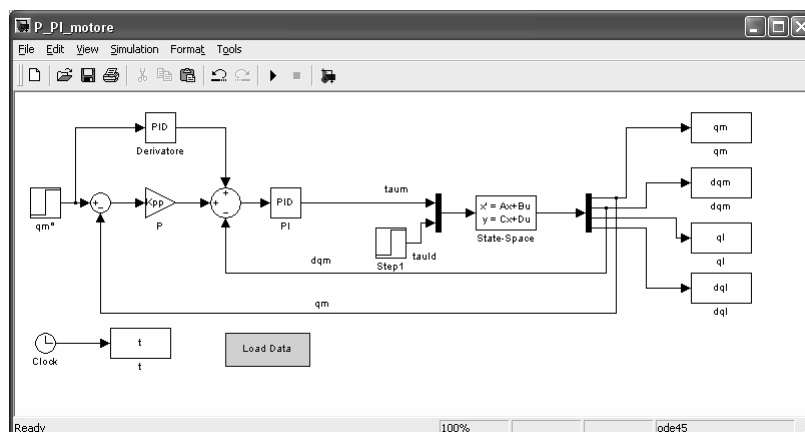 P_PI_motore
File Edit View Simulation Format Tools
PID
Derivatore
qm*
Kpp
P
PID
PI
taum
Step1
tauld
x' = Ax+Bu
y = Cx+Du
State-Space
qm
qm
dqm
dqm
ql
ql
dql
dql
dqm
qm
Clock
t
t
Load Data
Ready 100% ode45